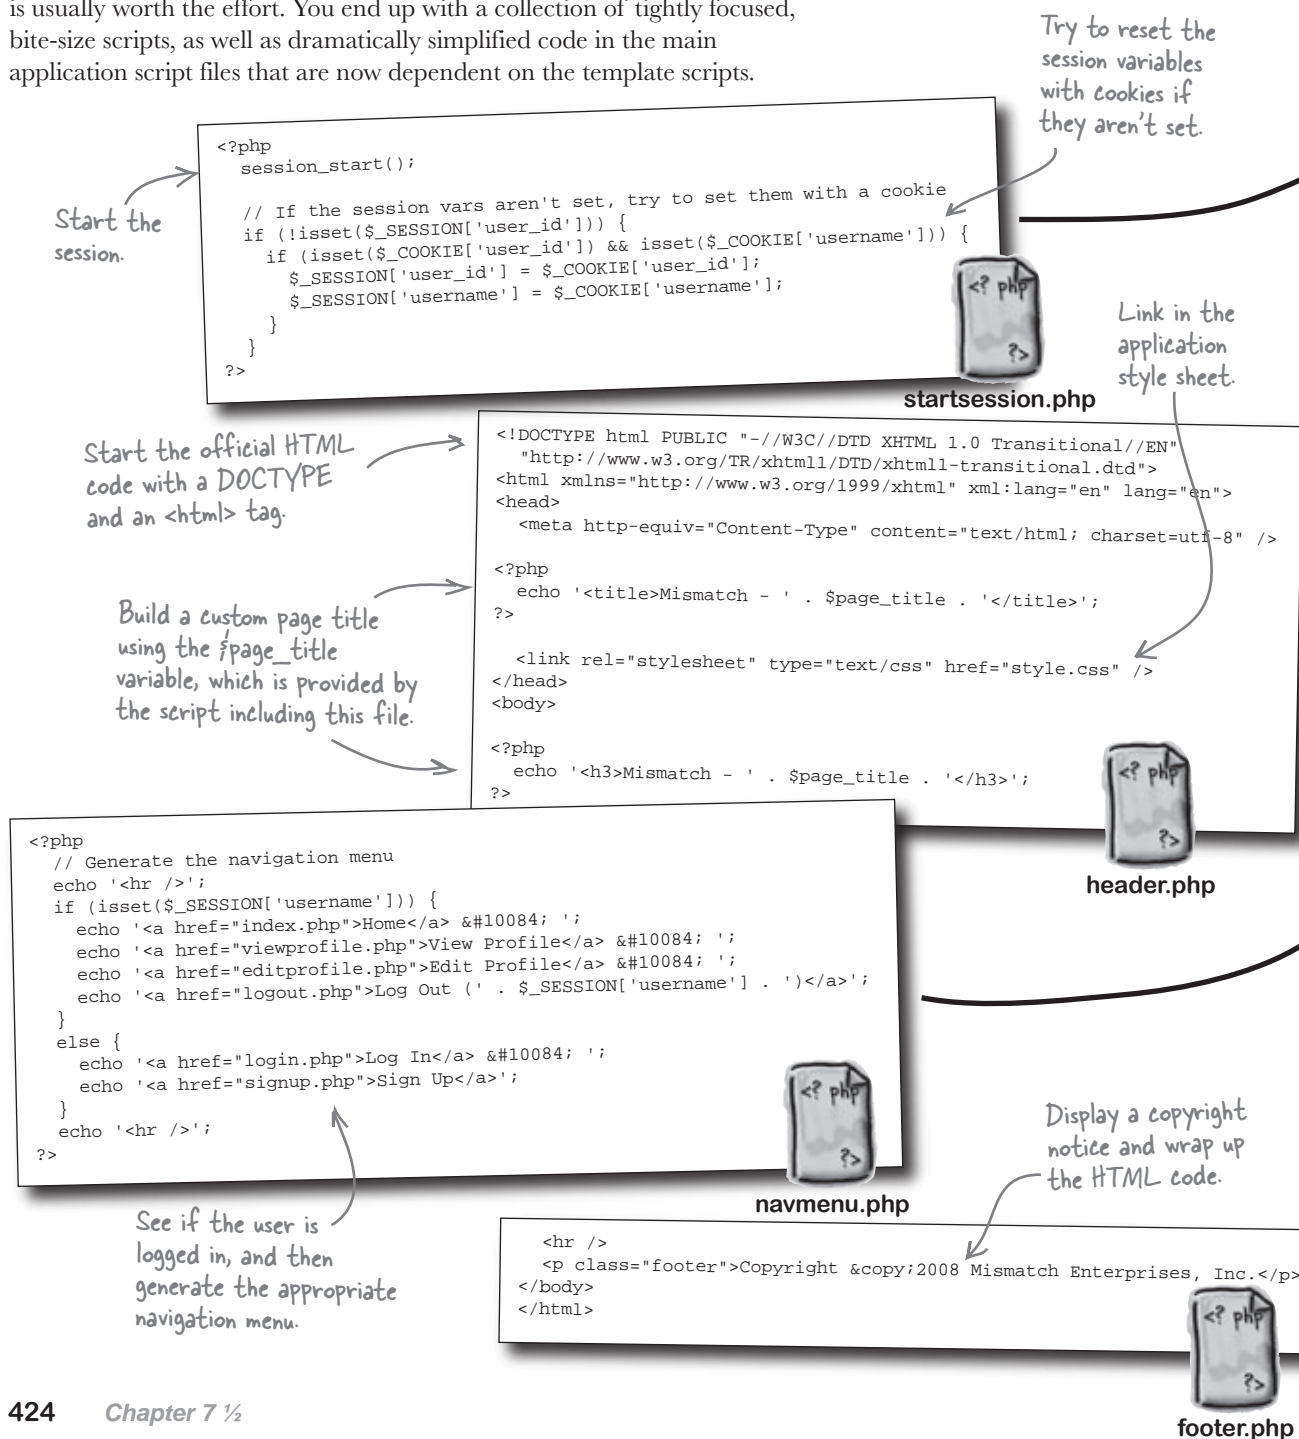 is usually worth the effort. You end up with a collection of tightly focused,
bite-size scripts, as well as dramatically simplified code in the main
application script files that are now dependent on the template scripts.
Try to reset the
session variables
with cookies if
they aren't set.
Start the
session.
<?php
session_start();
// If the session vars aren't set, try to set them with a cookie
if (!isset($_SESSION['user_id'])) {
if (isset($_COOKIE['user_id']) && isset($_COOKIE['username'])) {
$_SESSION['user_id'] = $_COOKIE['user_id'];
$_SESSION['username'] = $_COOKIE['username'];
}
}
?>
<? php
?>
startsession.php
Link in the
application
style sheet.
Start the official HTML
code with a DOCTYPE
and an <html> tag.
<!DOCTYPE html PUBLIC "-//W3C//DTD XHTML 1.0 Transitional//EN"
"http://www.w3.org/TR/xhtml1/DTD/xhtml1-transitional.dtd">
<html xmlns="http://www.w3.org/1999/xhtml" xml:lang="en" lang="en">
<head>
<meta http-equiv="Content-Type" content="text/html; charset=utf-8" />
<?php
echo '<title>Mismatch - ' . $page_title . '</title>';
?>
<link rel="stylesheet" type="text/css" href="style.css" />
</head>
<body>
<?php
echo '<h3>Mismatch - ' . $page_title . '</h3>';
?>
Build a custom page title
using the $page_title
variable, which is provided by
the script including this file.
<? php
?>
header.php
<?php
// Generate the navigation menu
echo '<hr />';
if (isset($_SESSION['username'])) {
echo '<a href="index.php">Home</a> &#10084; ';
echo '<a href="viewprofile.php">View Profile</a> &#10084; ';
echo '<a href="editprofile.php">Edit Profile</a> &#10084; ';
echo '<a href="logout.php">Log Out (' . $_SESSION['username'] . ')</a>';
}
else {
echo '<a href="login.php">Log In</a> &#10084; ';
echo '<a href="signup.php">Sign Up</a>';
}
echo '<hr />';
?>
<? php
?>
navmenu.php
See if the user is
logged in, and then
generate the appropriate
navigation menu.
Display a copyright
notice and wrap up
the HTML code.
<hr />
<p class="footer">Copyright &copy;2008 Mismatch Enterprises, Inc.</p>
</body>
</html>
<? php
?>
footer.php
424 Chapter 7 ½